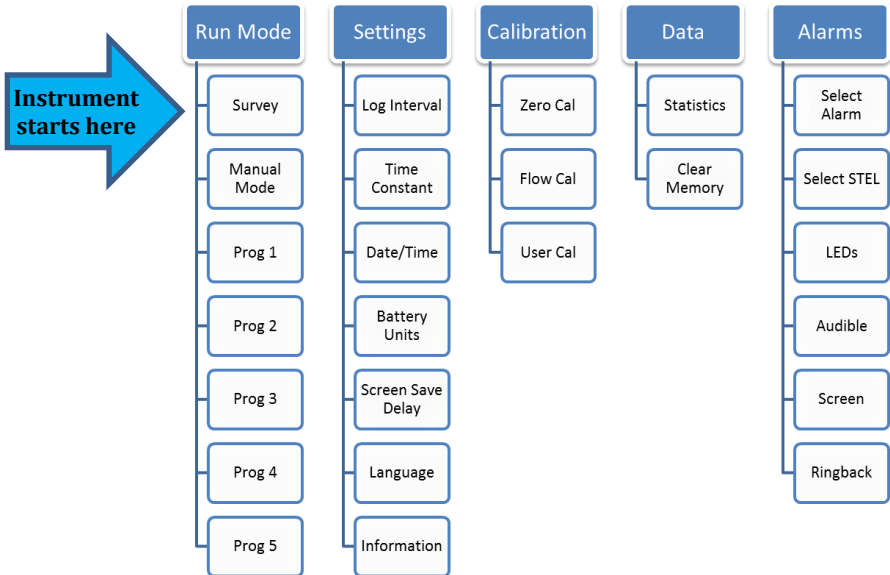 Instrument
starts here
Run Mode
Survey
Manual
Mode
Prog 1
Prog 2
Prog 3
Prog 4
Prog 5
Settings
Log Interval
Time
Constant
Date/Time
Battery
Units
Screen Save
Delay
Language
Information
Calibration
Zero Cal
Flow Cal
User Cal
Data
Statistics
Clear
Memory
Alarms
Select
Alarm
Select STEL
LEDs
Audible
Screen
Ringback